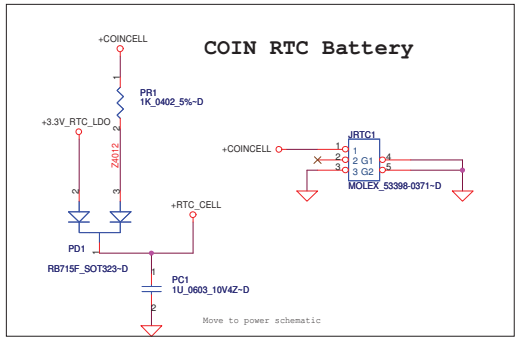 COIN RTC Battery
+COINCELL
1
PR1
1K_0402_5%~D
2
Z4012
+3.3V_RTC_LDO
2
3
PD1
1
RB715F_SOT323~D
+RTC_CELL
1
PC1
1U_0603_10V4Z~D
2
Move to power schematic
JRTC1
+COINCELL
1 1
2 2 G1 4
3 3 G2 5
MOLEX_53398-0371~D